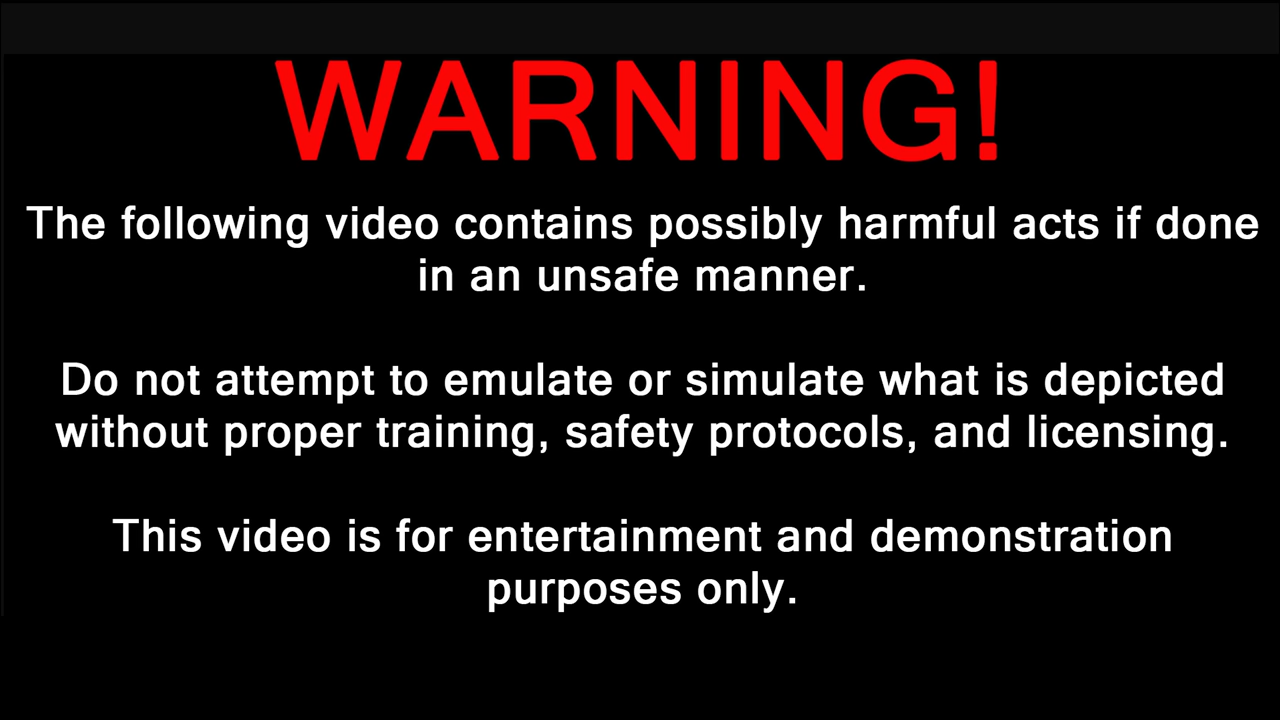 WARNING!
The following video contains possibly harmful acts if done
in an unsafe manner.
Do not attempt to emulate or simulate what is depicted
without proper training, safety protocols, and licensing.
This video is for entertainment and demonstration
purposes only.